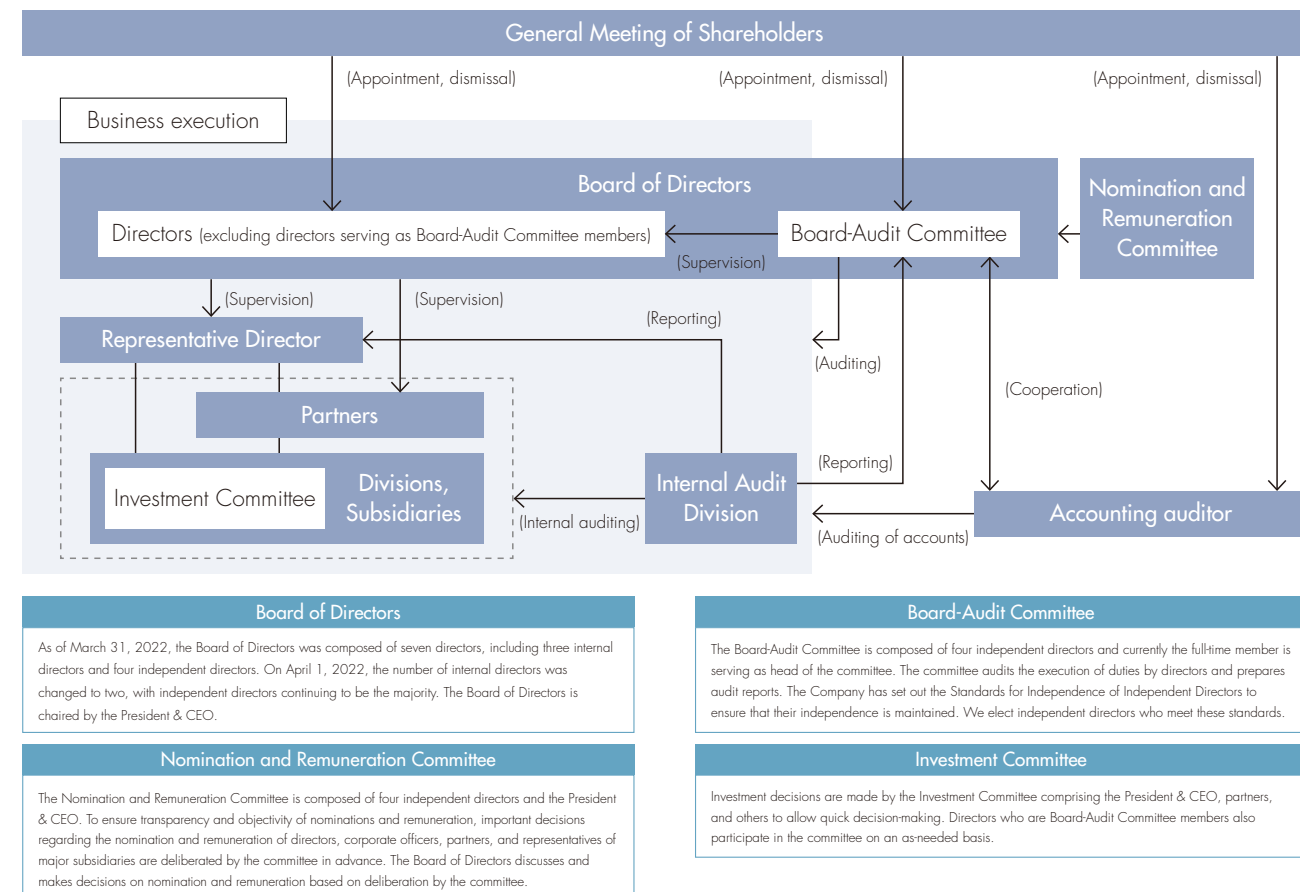 General Meeting of Shareholders
(Appointment, dismissal)
(Appointment, dismissal)
(Appointment, dismissal)
Business execution
Board of Directors
Directors (excluding directors serving as Board-Audit Committee members)
Board-Audit Committee
Nomination and
Remuneration
Committee
(Supervision)
(Supervision)
(Supervision)
(Reporting)
Representative Director
(Auditing)
(Cooperation)
Partners
(Reporting)
Investment Committee
Divisions,
Subsidiaries
Internal Audit
Division
(Internal auditing)
Accounting auditor
(Auditing of accounts)
Board of Directors
As of March 31, 2022, the Board of Directors was composed of seven directors, including three internal
directors and four independent directors. On April 1, 2022, the number of internal directors was
changed to two, with independent directors continuing to be the majority. The Board of Directors is
chaired by the President & CEO.
Board-Audit Committee
The Board-Audit Committee is composed of four independent directors and currently the full-time member is
serving as head of the committee. The committee audits the execution of duties by directors and prepares
audit reports. The Company has set out the Standards for Independence of Independent Directors to
ensure that their independence is maintained. We elect independent directors who meet these standards.
Nomination and Remuneration Committee
The Nomination and Remuneration Committee is composed of four independent directors and the President
& CEO. To ensure transparency and objectivity of nominations and remuneration, important decisions
regarding the nomination and remuneration of directors, corporate officers, partners, and representatives of
major subsidiaries are deliberated by the committee in advance. The Board of Directors discusses and
makes decisions on nomination and remuneration based on deliberation by the committee.
Investment Committee
Investment decisions are made by the Investment Committee comprising the President & CEO, partners,
and others to allow quick decision-making. Directors who are Board-Audit Committee members also
participate in the committee on an as-needed basis.